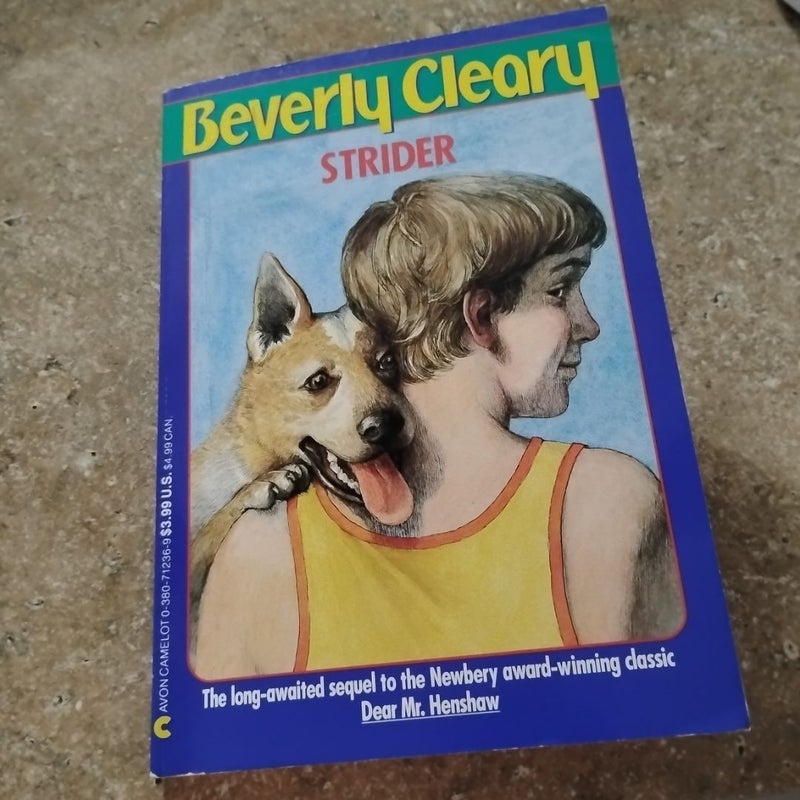 Beverly Cleary
STRIDER
The long-awaited sequel to the Newbery award-winning classic
Dear Mr. Henshaw
AVON CAMELOT 0-380-71236-9 $3.99 U.S. $4.99 CAN.